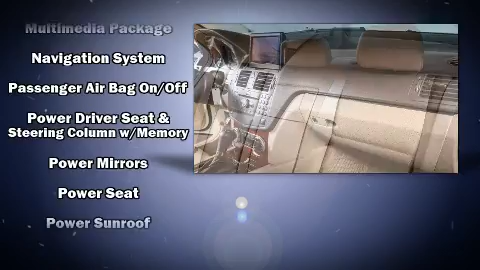 Multimedia Package
Navigation System
Passenger Air Bag On/Off
Power Driver Seat &
Steering Column w/Memory
Power Mirrors
Power Seat
Power Sunroof